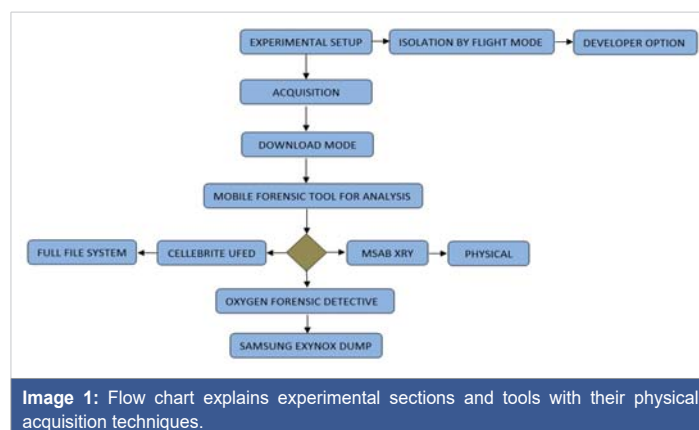 EXPERIMENTAL SETUP
ISOLATION BY FLIGHT MODE
DEVELOPER OPTION
ACQUISITION
DOWNLOAD MODE
MOBILE FORENSIC TOOL FOR ANALYSIS
FULL FILE SYSTEM
CELLEBRITE UFED
MSAB XRY
PHYSICAL
OXYGEN FORENSIC DETECTIVE
SAMSUNG EXYNOX DUMP
Image 1: Flow chart explains experimental sections and tools with their physical
acquisition techniques.